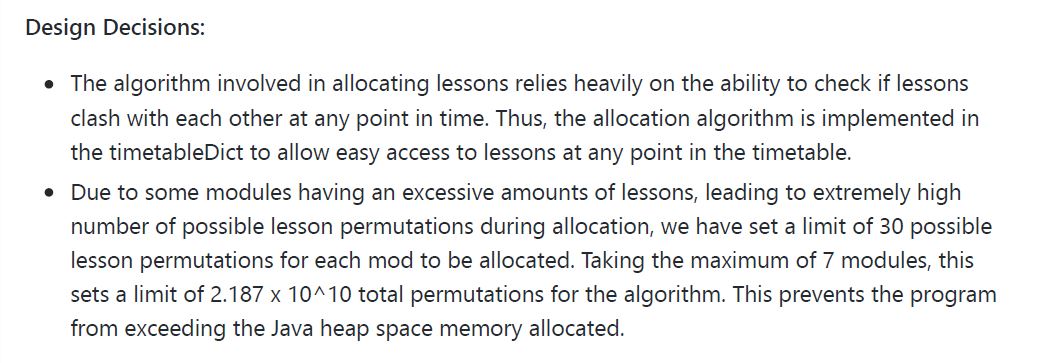 Design Decisions:
• The algorithm involved in allocating lessons relies heavily on the ability to check if lessons
clash with each other at any point in time. Thus, the allocation algorithm is implemented in
the timetableDict to allow easy access to lessons at any point in the timetable.
• Due to some modules having an excessive amounts of lessons, leading to extremely high
number of possible lesson permutations during allocation, we have set a limit of 30 possible
lesson permutations for each mod to be allocated. Taking the maximum of 7 modules, this
sets a limit of 2.187 x 10^10 total permutations for the algorithm. This prevents the program
from exceeding the Java heap space memory allocated.